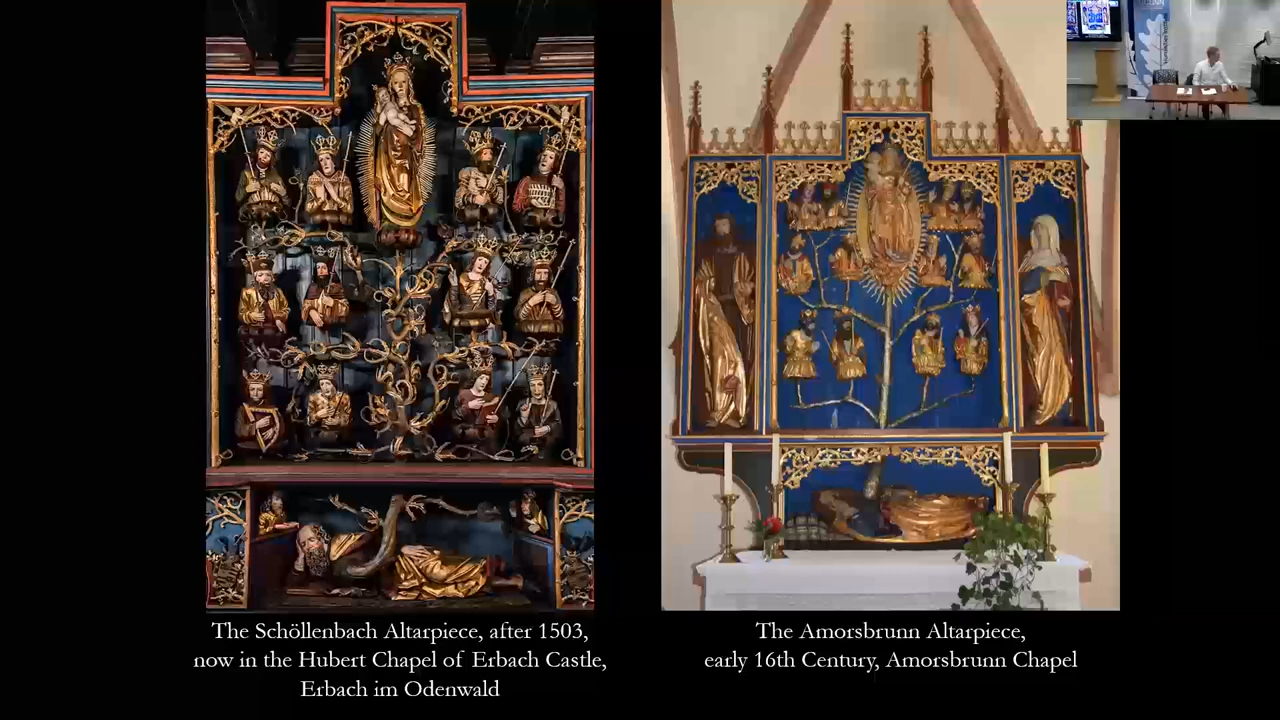 The Schöllenbach Altarpiece, after 1503,
now in the Hubert Chapel of Erbach Castle,
Erbach im Odenwald
The Amorsbrunn Altarpiece,
early 16th Century, Amorsbrunn Chapel